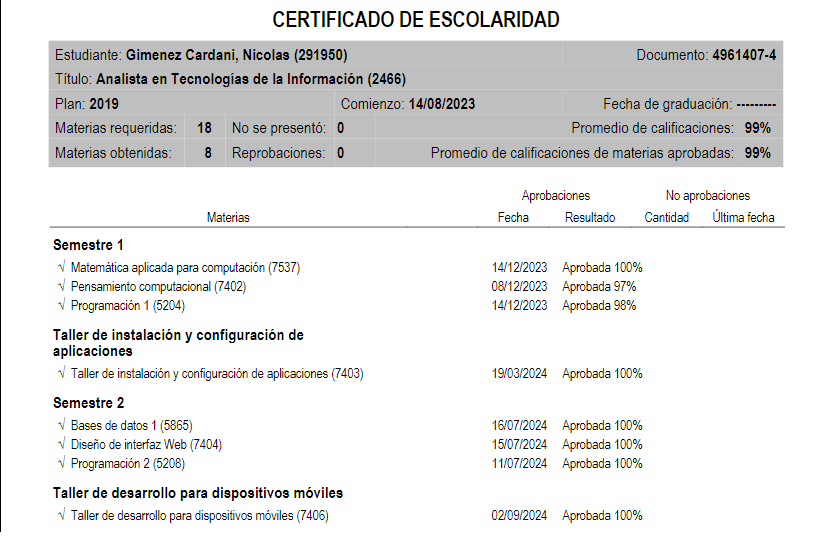 CERTIFICADO DE ESCOLARIDAD
Estudiante: Gimenez Cardani, Nicolas (291950) Documento: 4961407-4
Título: Analista en Tecnologías de la Información (2466)
Plan: 2019 Comienzo: 14/08/2023 Fecha de graduación: ---------
Materias requeridas: 18 No se presentó: 0 Promedio de calificaciones: 99%
Materias obtenidas: 8 Reprobaciones: 0 Promedio de calificaciones de materias aprobadas: 99%
Aprobaciones No aprobaciones
Materias Fecha Resultado Cantidad Última fecha
Semestre 1
√ Matemática aplicada para computación (7537) 14/12/2023 Aprobada 100%
√ Pensamiento computacional (7402) 08/12/2023 Aprobada 97%
√ Programación 1 (5204) 14/12/2023 Aprobada 98%
Taller de instalación y configuración de
aplicaciones
√ Taller de instalación y configuración de aplicaciones (7403) 19/03/2024 Aprobada 100%
Semestre 2
√ Bases de datos 1 (5865) 16/07/2024 Aprobada 100%
√ Diseño de interfaz Web (7404) 15/07/2024 Aprobada 100%
√ Programación 2 (5208) 11/07/2024 Aprobada 100%
Taller de desarrollo para dispositivos móviles
√ Taller de desarrollo para dispositivos móviles (7406) 02/09/2024 Aprobada 100%